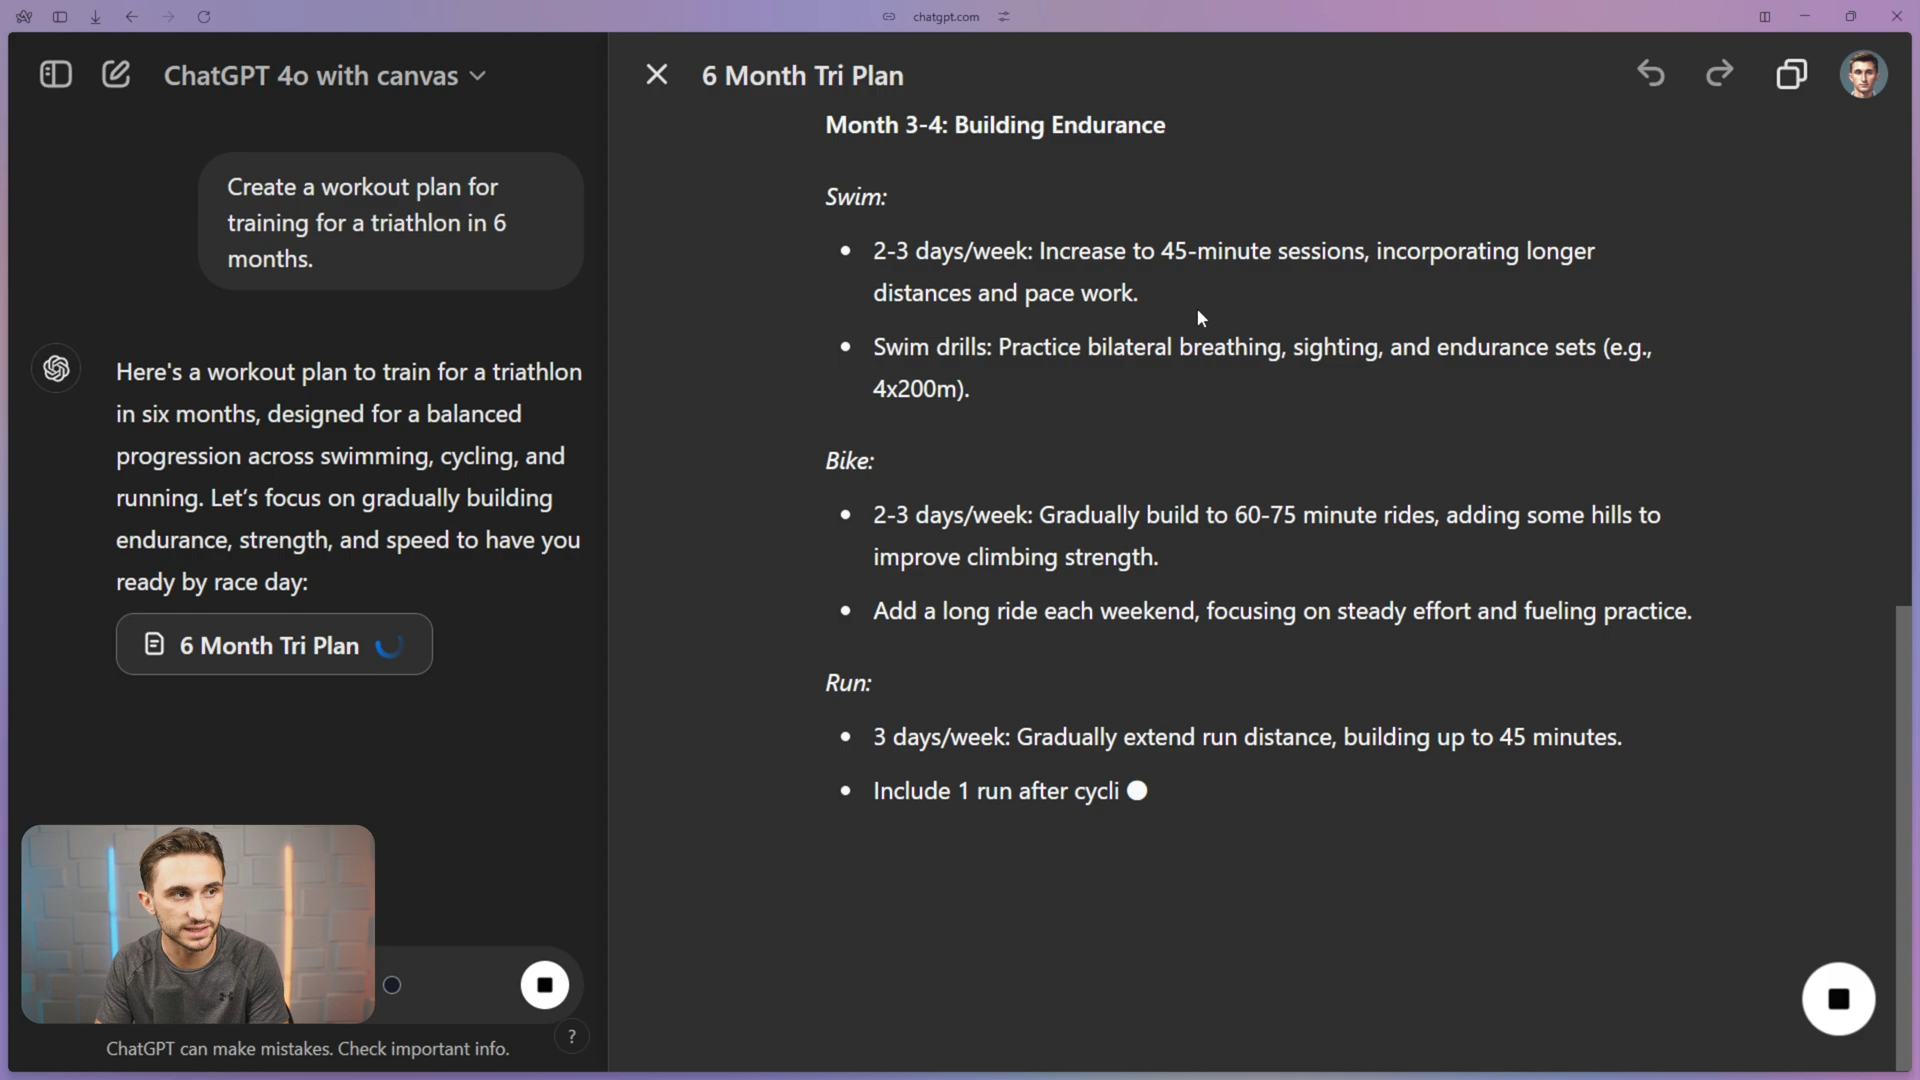 chatgpt.com
ChatGPT 4o with canvas
6 Month Tri Plan
Create a workout plan for
training for a triathlon in 6
months.
Here's a workout plan to train for a triathlon
in six months, designed for a balanced
progression across swimming, cycling, and
running. Let’s focus on gradually building
endurance, strength, and speed to have you
ready by race day:
6 Month Tri Plan
?
ChatGPT can make mistakes. Check important info.
Month 3-4: Building Endurance
Swim:
2-3 days/week: Increase to 45-minute sessions, incorporating longer
distances and pace work.
Swim drills: Practice bilateral breathing, sighting, and endurance sets (e.g.,
4x200m).
Bike:
2-3 days/week: Gradually build to 60-75 minute rides, adding some hills to
improve climbing strength.
Add a long ride each weekend, focusing on steady effort and fueling practice.
Run:
3 days/week: Gradually extend run distance, building up to 45 minutes.
Include 1 run after cycli